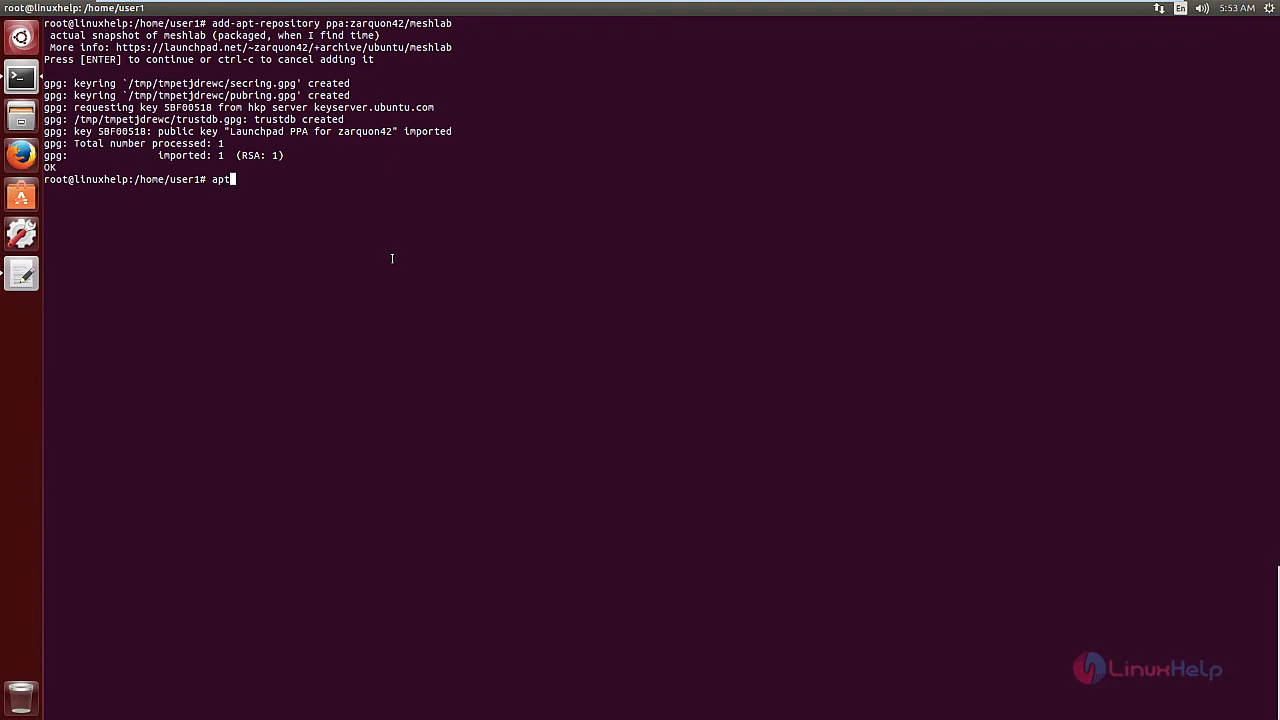 root@linuxhelp: /home/user1
En
5:53 AM
root@linuxhelp:/home/user1# add-apt-repository ppa:zarquon42/meshlab
actual snapshot of meshlab (packaged, when I find time)
More info: https://launchpad.net/~zarquon42/+archive/ubuntu/meshlab
Press [ENTER] to continue or ctrl-c to cancel adding it
gpg: keyring `/tmp/tmpetjdrewc/secring.gpg' created
gpg: keyring `/tmp/tmpetjdrewc/pubring.gpg' created
gpg: requesting key 5BF00518 from hkp server keyserver.ubuntu.com
gpg: /tmp/tmpetjdrewc/trustdb.gpg: trustdb created
gpg: key 5BF00518: public key "Launchpad PPA for zarquon42" imported
gpg: Total number processed: 1
gpg:               imported: 1  (RSA: 1)
OK
root@linuxhelp:/home/user1# apt
LinuxHelp